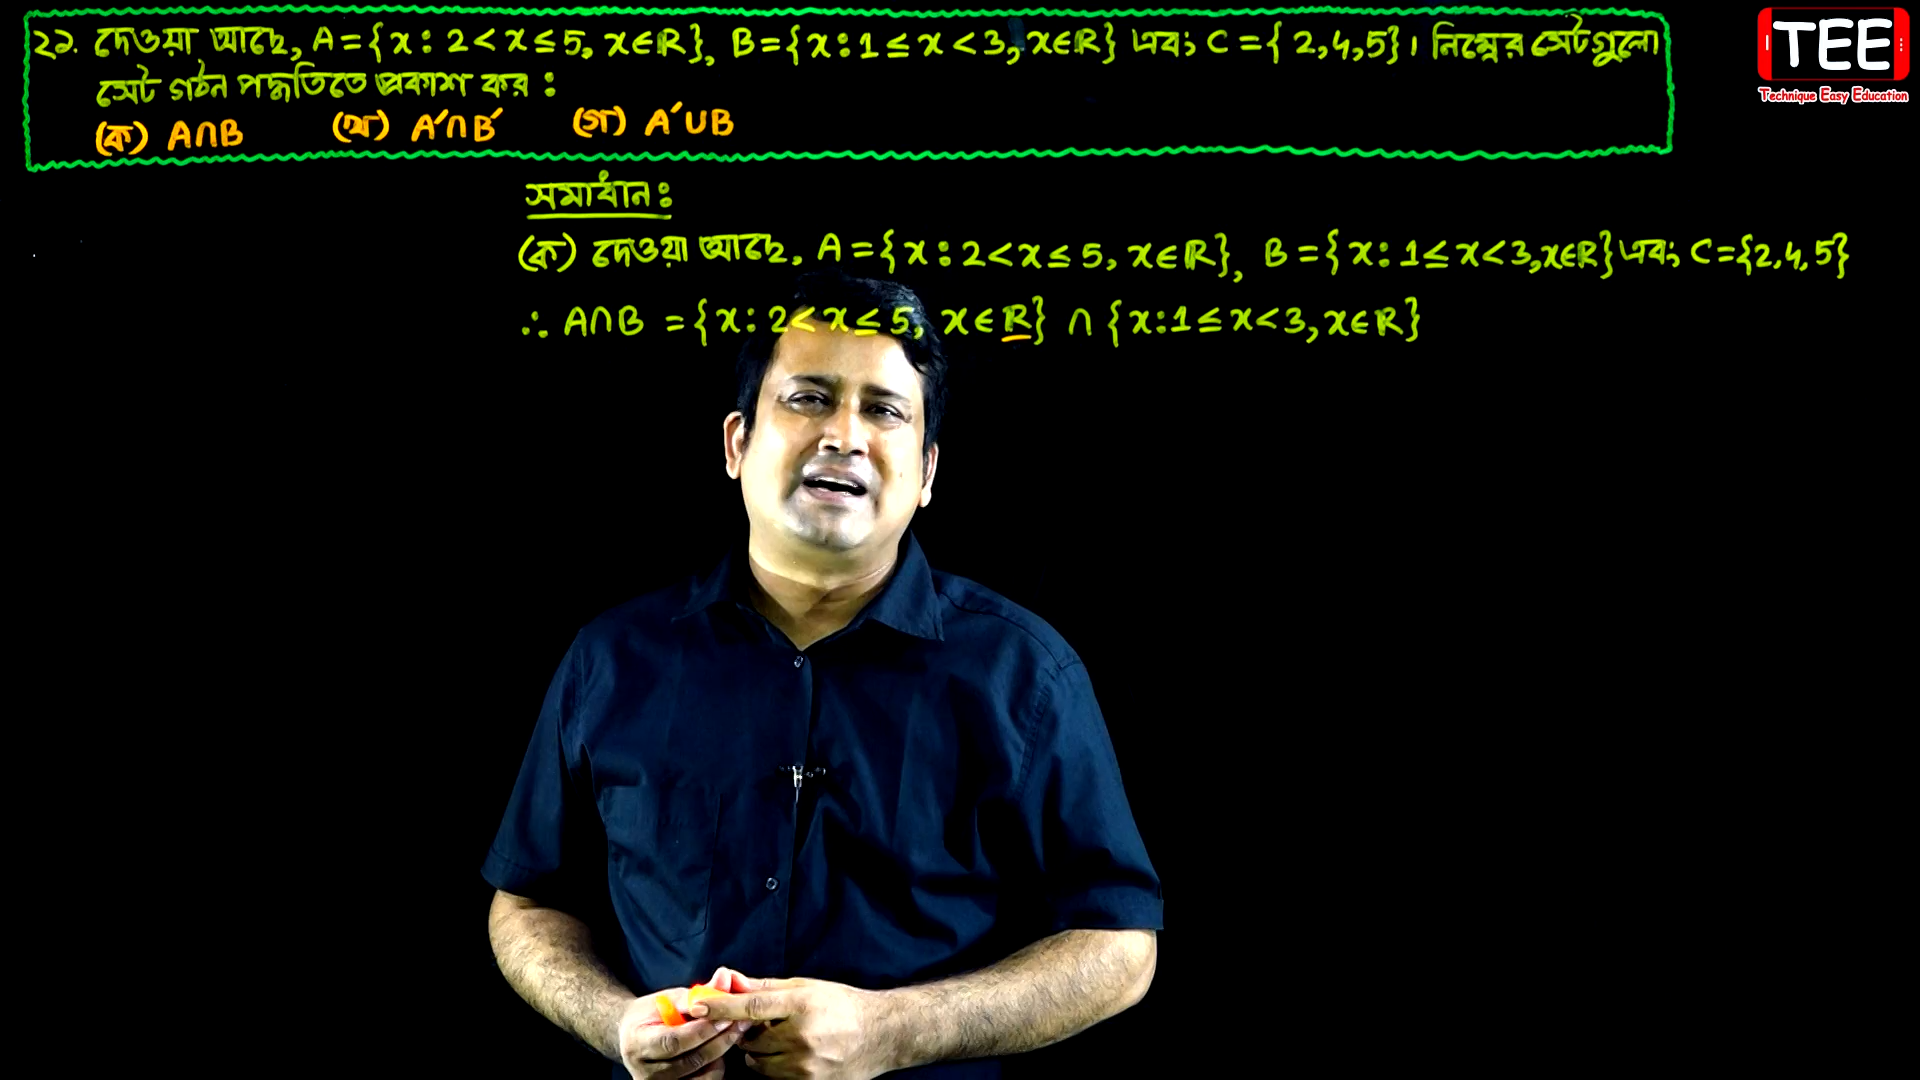 ২১. দেওয়া আছে, A={x: 2<x≤5, x∈ℝ}, B={x:1≤x<3, x∈ℝ} এবং C={2,4,5}। নিম্নের সেটগুলো
সেট গঠন পদ্ধতিতে প্রকাশ কর:
(ক) A∩B (খ) A′∩B′ (গ) A′∪B
TEE
Technique Easy Education
সমাধান:
(ক) দেওয়া আছে, A={x: 2<x≤5, x∈ℝ}, B={x: 1≤x<3, x∈ℝ} এবং C={2,4,5}
∴ A∩B = {x: 2<x≤5, x∈ℝ} ∩ {x:1≤x<3, x∈ℝ}